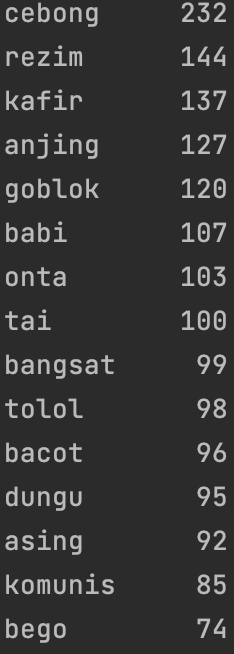 cebong 232
rezim 144
kafir 137
anjing 127
goblok 120
babi 107
onta 103
tai 100
bangsat 99
tolol 98
bacot 96
dungu 95
asing 92
komunis 85
bego 74